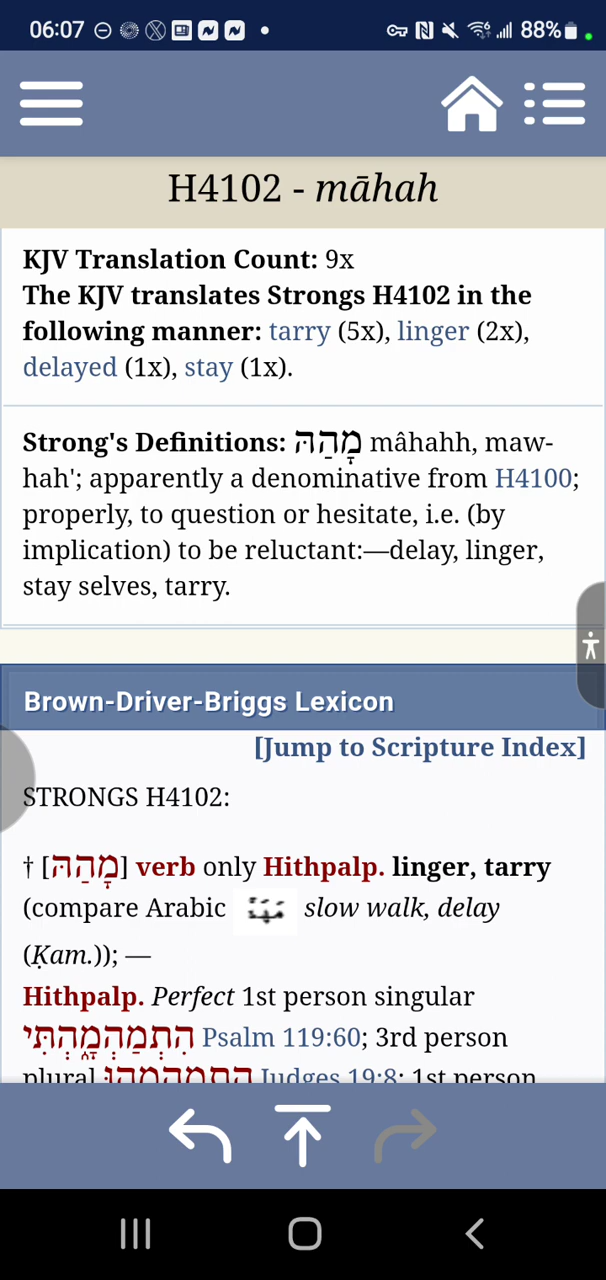 06:07 88%
H4102 - māhah
KJV Translation Count: 9x
The KJV translates Strongs H4102 in the
following manner: tarry (5x), linger (2x),
delayed (1x), stay (1x).
Strong's Definitions: מָהַהּ mâhahh, maw-
hah'; apparently a denominative from H4100;
properly, to question or hesitate, i.e. (by
implication) to be reluctant:—delay, linger,
stay selves, tarry.
Brown-Driver-Briggs Lexicon
[Jump to Scripture Index]
STRONGS H4102:
† [מָהַהּ] verb only Hithpalp. linger, tarry
(compare Arabic slow walk, delay
(Ḳam.)); —
Hithpalp. Perfect 1st person singular
הִתְמַהְמָ֑הְתִּי Psalm 119:60; 3rd person
plural Judges 19:8; 1st person